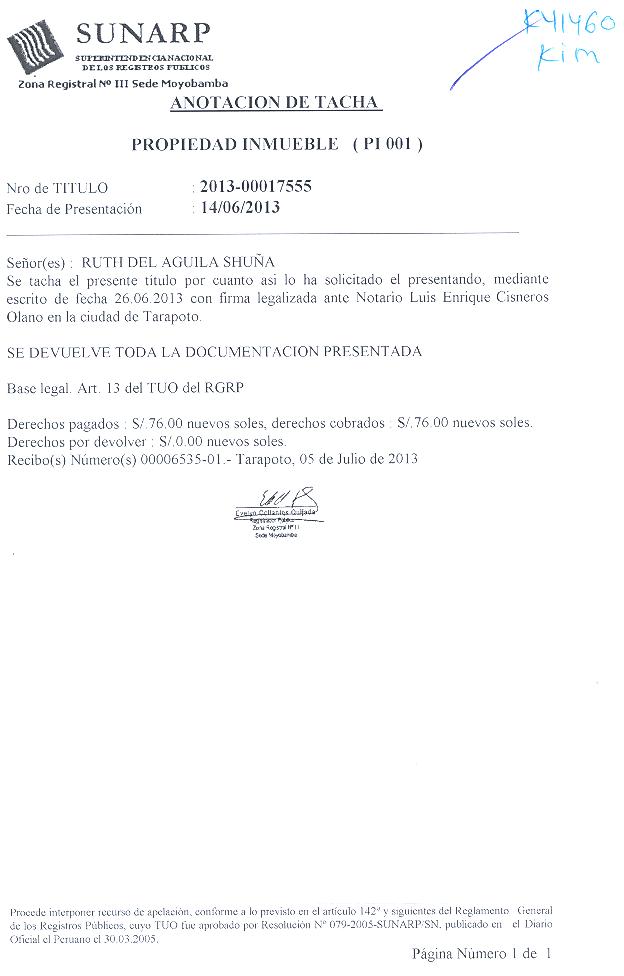 K41460
Kim
SUNARP
SUPERINTENDENCIA NACIONAL
DE LOS REGISTROS PUBLICOS
Zona Registral Nº III Sede Moyobamba
ANOTACION DE TACHA
PROPIEDAD INMUEBLE ( PI 001 )
Nro de TITULO : 2013-00017555
Fecha de Presentación : 14/06/2013
Señor(es) : RUTH DEL AGUILA SHUÑA
Se tacha el presente título por cuanto asi lo ha solicitado el presentando, mediante
escrito de fecha 26.06.2013 con firma legalizada ante Notario Luis Enrique Cisneros
Olano en la ciudad de Tarapoto.
SE DEVUELVE TODA LA DOCUMENTACION PRESENTADA
Base legal. Art. 13 del TUO del RGRP
Derechos pagados : S/.76.00 nuevos soles, derechos cobrados : S/.76.00 nuevos soles.
Derechos por devolver : S/.0.00 nuevos soles.
Recibo(s) Número(s) 00006535-01.- Tarapoto, 05 de Julio de 2013
Evelyn Collantes Quijada
Registrador Público
Zona Registral Nº III
Sede Moyobamba
Procede interponer recurso de apelación, conforme a lo previsto en el artículo 142º y siguientes del Reglamento General
de los Registros Públicos, cuyo TUO fue aprobado por Resolución Nº 079-2005-SUNARP/SN, publicado en el Diario
Oficial el Peruano el 30.03.2005.
Página Número 1 de 1